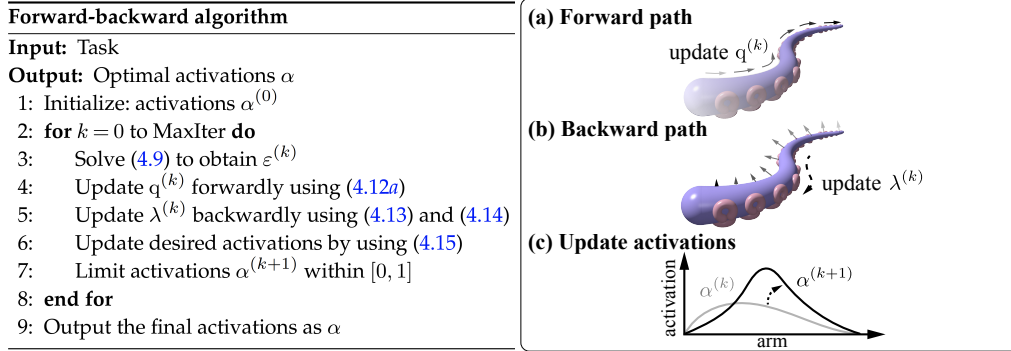 Forward-backward algorithm
Input: Task
Output: Optimal activations α
1: Initialize: activations α^(0)
2: for k = 0 to MaxIter do
3: Solve (4.9) to obtain ε^(k)
4: Update q^(k) forwardly using (4.12a)
5: Update λ^(k) backwardly using (4.13) and (4.14)
6: Update desired activations by using (4.15)
7: Limit activations α^(k+1) within [0, 1]
8: end for
9: Output the final activations as α
(a) Forward path
update q^(k)
(b) Backward path
update λ^(k)
(c) Update activations
activation
α^(k)
α^(k+1)
arm